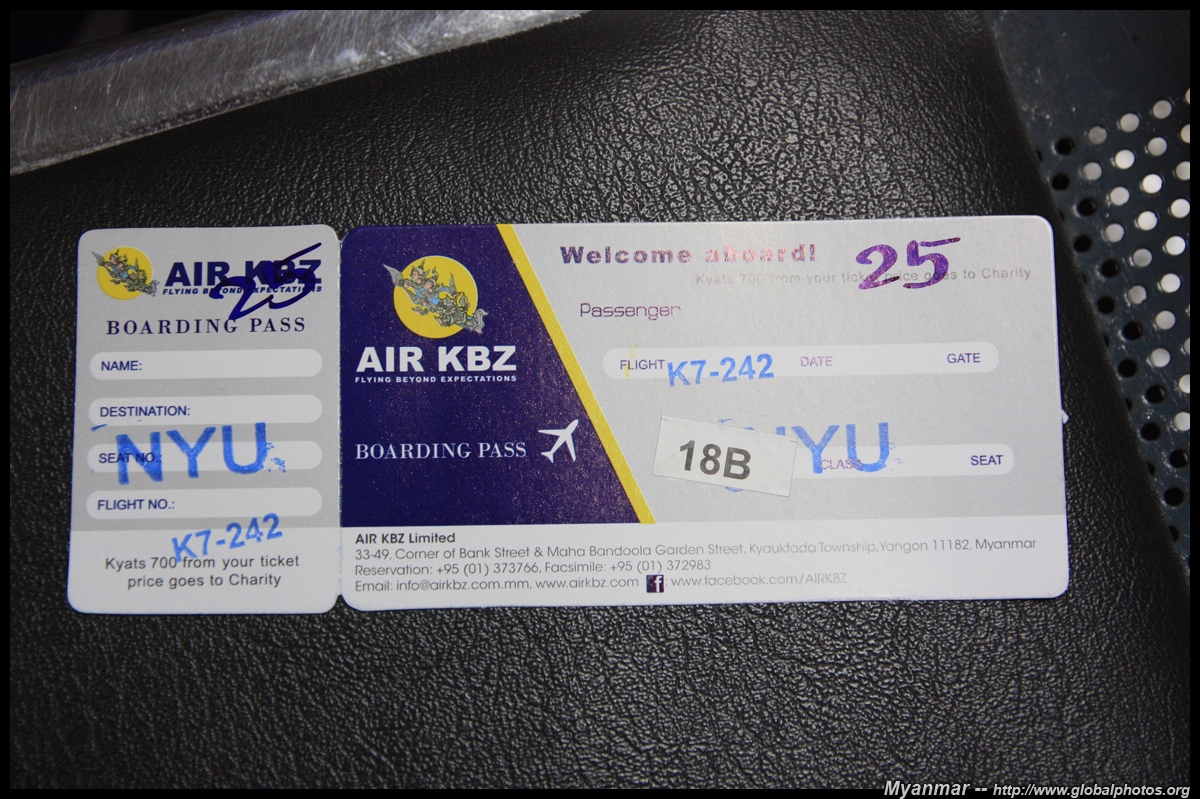 AIR KBZ
FLYING BEYOND EXPECTATIONS
25
BOARDING PASS
NAME:
DESTINATION:
NYU
SEAT NO.:
FLIGHT NO.:
K7-242
Kyats 700 from your ticket
price goes to Charity
AIR KBZ
FLYING BEYOND EXPECTATIONS
BOARDING PASS
Welcome aboard!
25
Kyats 700 from your ticket price goes to Charity
Passenger
FLIGHT K7-242 DATE GATE
18B NYU
CLASS SEAT
AIR KBZ Limited
33-49, Corner of Bank Street & Maha Bandoola Garden Street, Kyauktada Township, Yangon 11182, Myanmar
Reservation: +95 (01) 373766, Facsimile: +95 (01) 372983
Email: info@airkbz.com.mm, www.airkbz.com f : www.facebook.com/AIRKBZ
Myanmar -- http://www.globalphotos.org